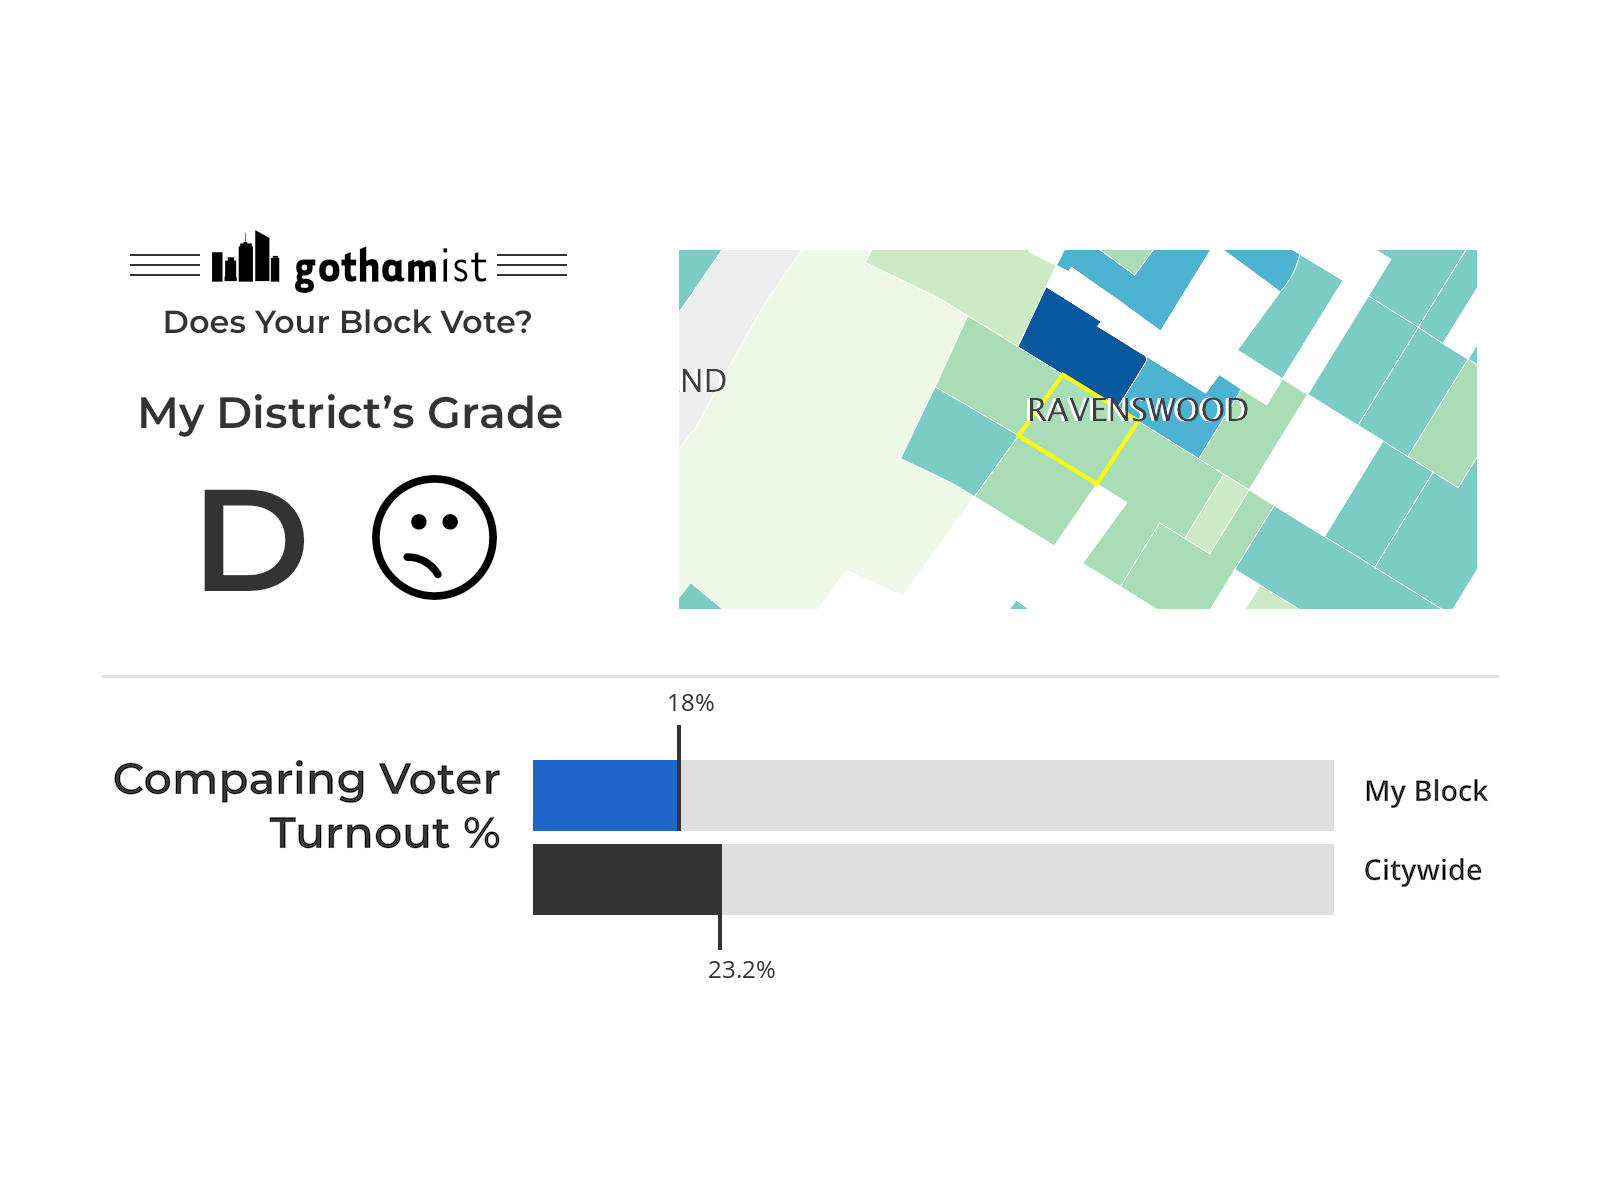 gothamist
Does Your Block Vote?
My District’s Grade
D
ND
RAVENSWOOD
18%
Comparing Voter
Turnout %
My Block
Citywide
23.2%